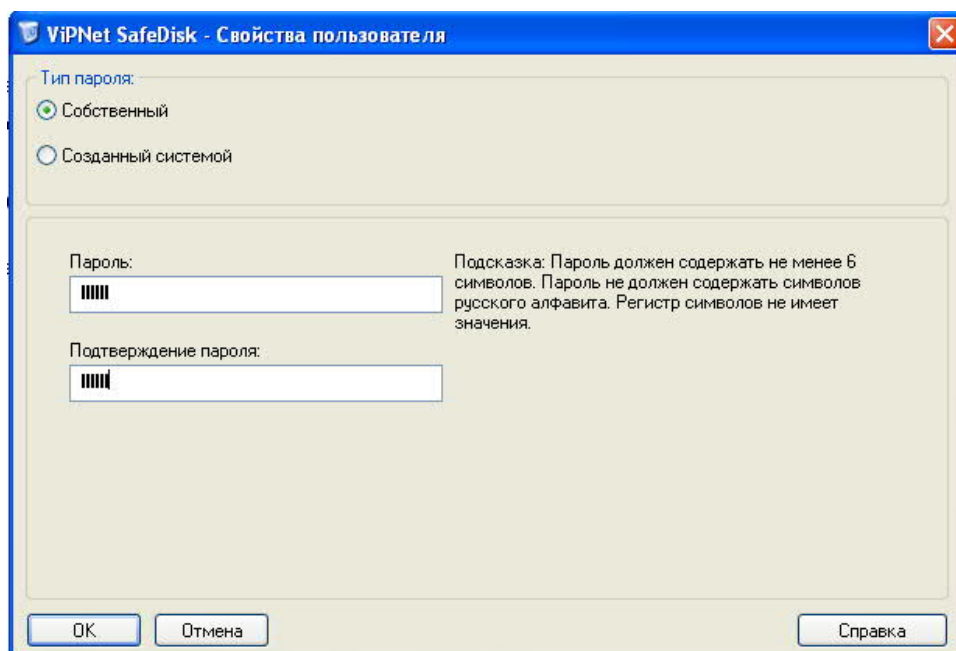 ViPNet SafeDisk - Свойства пользователя
Тип пароля:
Собственный
Созданный системой
Пароль:
Подсказка: Пароль должен содержать не менее 6
символов. Пароль не должен содержать символов
русского алфавита. Регистр символов не имеет
значения.
Подтверждение пароля:
OK
Отмена
Справка